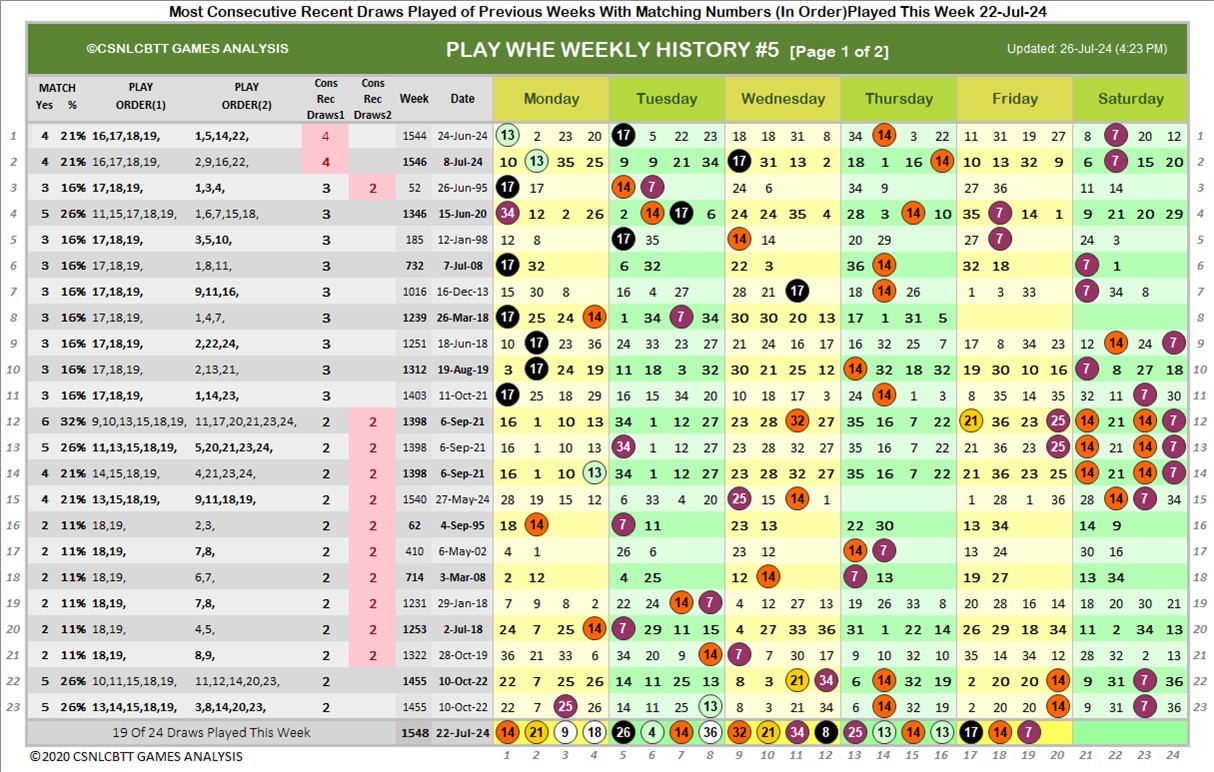 Most Consecutive Recent Draws Played of Previous Weeks With Matching Numbers (In Order)Played This Week 22-Jul-24
©CSNLCBTT GAMES ANALYSIS PLAY WHE WEEKLY HISTORY #5 [Page 1 of 2] Updated: 26-Jul-24 (4:23 PM)
MATCH PLAY PLAY Cons Cons
Yes % ORDER(1) ORDER(2) Rec Rec Week Date Monday Tuesday Wednesday Thursday Friday Saturday
Draws1 Draws2
1 4 21% 16,17,18,19, 1,5,14,22, 4 1544 24-Jun-24 13 2 23 20 17 5 22 23 18 18 31 8 34 14 3 22 11 31 19 27 8 7 20 12 1
2 4 21% 16,17,18,19, 2,9,16,22, 4 1546 8-Jul-24 10 13 35 25 9 9 21 34 17 31 13 2 18 1 16 14 10 13 32 9 6 7 15 20 2
3 3 16% 17,18,19, 1,3,4, 3 2 52 26-Jun-95 17 17 14 7 24 6 34 9 27 36 11 14 3
4 5 26% 11,15,17,18,19, 1,6,7,15,18, 3 1346 15-Jun-20 34 12 2 26 2 14 17 6 24 24 35 4 28 3 14 10 35 7 14 1 9 21 20 29 4
5 3 16% 17,18,19, 3,5,10, 3 185 12-Jan-98 12 8 17 35 14 14 20 29 27 7 24 3 5
6 3 16% 17,18,19, 1,8,11, 3 732 7-Jul-08 17 32 6 32 22 3 36 14 32 18 7 1 6
7 3 16% 17,18,19, 9,11,16, 3 1016 16-Dec-13 15 30 8 16 4 27 28 21 17 18 14 26 1 3 33 7 34 8 7
8 3 16% 17,18,19, 1,4,7, 3 1239 26-Mar-18 17 25 24 14 1 34 7 34 30 30 20 13 17 1 31 5 8
9 3 16% 17,18,19, 2,22,24, 3 1251 18-Jun-18 10 17 23 36 24 33 23 27 21 24 16 17 16 32 25 7 17 8 34 23 12 14 24 7 9
10 3 16% 17,18,19, 2,13,21, 3 1312 19-Aug-19 3 17 24 19 11 18 3 32 30 21 25 12 14 32 18 32 19 30 10 16 7 8 27 18 10
11 3 16% 17,18,19, 1,14,23, 3 1403 11-Oct-21 17 25 18 29 16 15 34 20 10 18 17 3 24 14 1 3 8 35 14 35 32 11 7 30 11
12 6 32% 9,10,13,15,18,19, 11,17,20,21,23,24, 2 2 1398 6-Sep-21 16 1 10 13 34 1 12 27 23 28 32 27 35 16 7 22 21 36 23 25 14 21 14 7 12
13 5 26% 11,13,15,18,19, 5,20,21,23,24, 2 2 1398 6-Sep-21 16 1 10 13 34 1 12 27 23 28 32 27 35 16 7 22 21 36 23 25 14 21 14 7 13
14 4 21% 14,15,18,19, 4,21,23,24, 2 2 1398 6-Sep-21 16 1 10 13 34 1 12 27 23 28 32 27 35 16 7 22 21 36 23 25 14 21 14 7 14
15 4 21% 13,15,18,19, 9,11,18,19, 2 2 1540 27-May-24 28 19 15 12 6 33 4 20 25 15 14 1 1 28 1 36 28 14 7 34 15
16 2 11% 18,19, 2,3, 2 2 62 4-Sep-95 18 14 7 11 23 13 22 30 13 34 14 9 16
17 2 11% 18,19, 7,8, 2 2 410 6-May-02 4 1 26 6 23 12 14 7 13 24 30 16 17
18 2 11% 18,19, 6,7, 2 2 714 3-Mar-08 2 12 4 25 12 14 7 13 19 27 13 34 18
19 2 11% 18,19, 7,8, 2 2 1231 29-Jan-18 7 9 8 2 22 24 14 7 4 12 27 13 19 26 33 8 20 28 16 14 18 20 30 21 19
20 2 11% 18,19, 4,5, 2 2 1253 2-Jul-18 24 7 25 14 7 29 11 15 4 27 33 36 31 1 22 14 26 29 18 34 11 2 34 13 20
21 2 11% 18,19, 8,9, 2 2 1322 28-Oct-19 36 21 33 6 34 20 9 14 7 7 30 17 9 10 32 10 35 14 34 12 28 32 2 13 21
22 5 26% 10,11,15,18,19, 11,12,14,20,23, 2 1455 10-Oct-22 22 7 25 26 14 11 25 13 8 3 21 34 6 14 32 19 2 20 20 14 9 31 7 36 22
23 5 26% 13,14,15,18,19, 3,8,14,20,23, 2 1455 10-Oct-22 22 7 25 26 14 11 25 13 8 3 21 34 6 14 32 19 2 20 20 14 9 31 7 36 23
19 Of 24 Draws Played This Week 1548 22-Jul-24 14 21 9 18 26 4 14 36 32 21 34 8 25 13 14 13 17 14 7
©2020 CSNLCBTT GAMES ANALYSIS 1 2 3 4 5 6 7 8 9 10 11 12 13 14 15 16 17 18 19 20 21 22 23 24